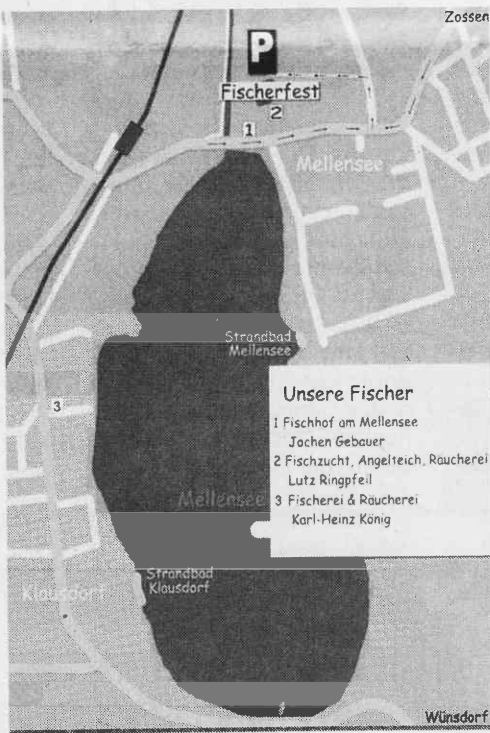 Zossen
P
Fischerfest
2
1
Mellensee
Strandbad
Mellensee
3
Unsere Fischer
1 Fischhof am Mellensee
Jochen Gebauer
2 Fischzucht, Angelteich, Räucherei
Lutz Ringpfeil
3 Fischerei & Räucherei
Karl-Heinz König
Mellensee
Strandbad
Klausdorf
Klausdorf
Wünsdorf